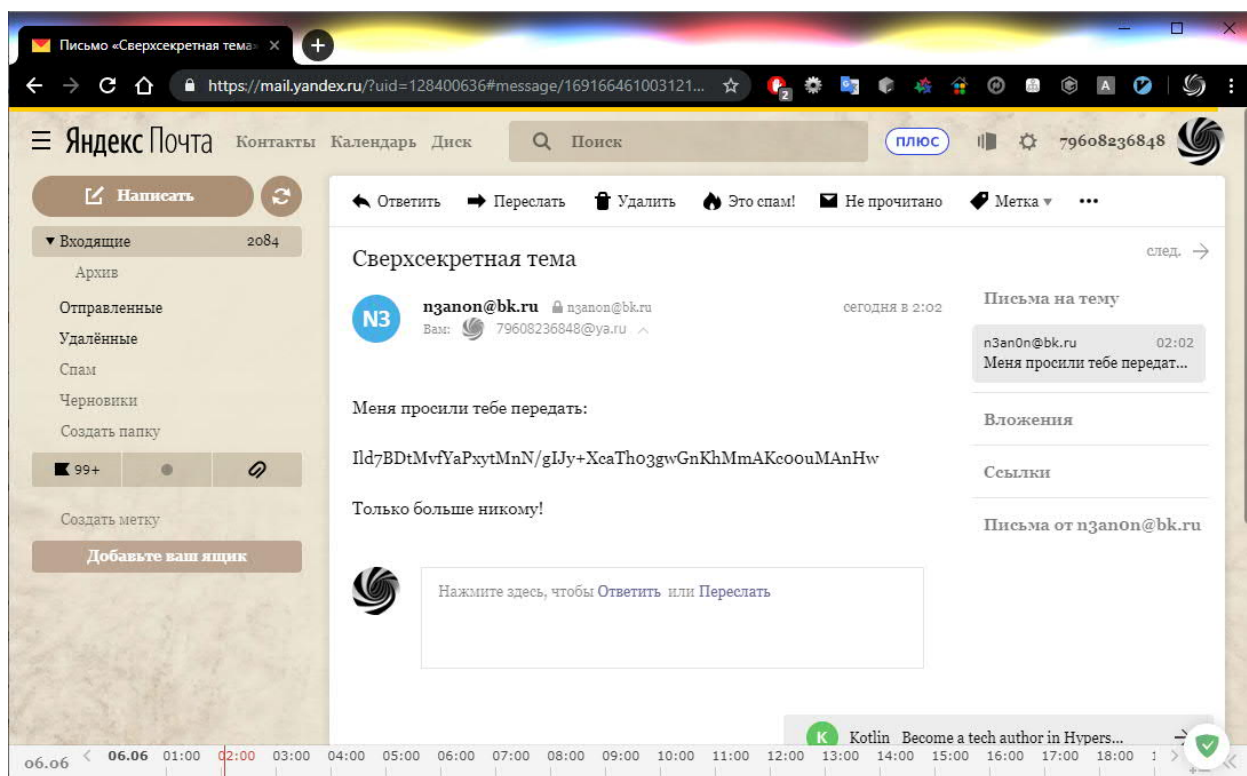 Письмо «Сверхсекретная тема»
https://mail.yandex.ru/?uid=128400636#message/169166461003121...
2
Яндекс Почта Контакты Календарь Диск Поиск плюс 79608236848
Написать
Ответить Переслать Удалить Это спам! Не прочитано Метка
Входящие 2084
Архив
Отправленные
Удалённые
Спам
Черновики
Создать папку
99+
Создать метку
Добавьте ваш ящик
Сверхсекретная тема
след.
N3
n3anon@bk.ru n3anon@bk.ru сегодня в 2:02
Вам: 79608236848@ya.ru
Меня просили тебе передать:
Ild7BDtMvfYaPxytMnN/gIJy+XcaTh03gwGnKhMmAKc0ouMAnHw
Только больше никому!
Нажмите здесь, чтобы Ответить или Переслать
Письма на тему
n3an0n@bk.ru 02:02
Меня просили тебе передат...
Вложения
Ссылки
Письма от n3anon@bk.ru
K Kotlin Become a tech author in Hypers...
06.06 06.06 01:00 02:00 03:00 04:00 05:00 06:00 07:00 08:00 09:00 10:00 11:00 12:00 13:00 14:00 15:00 16:00 17:00 18:00